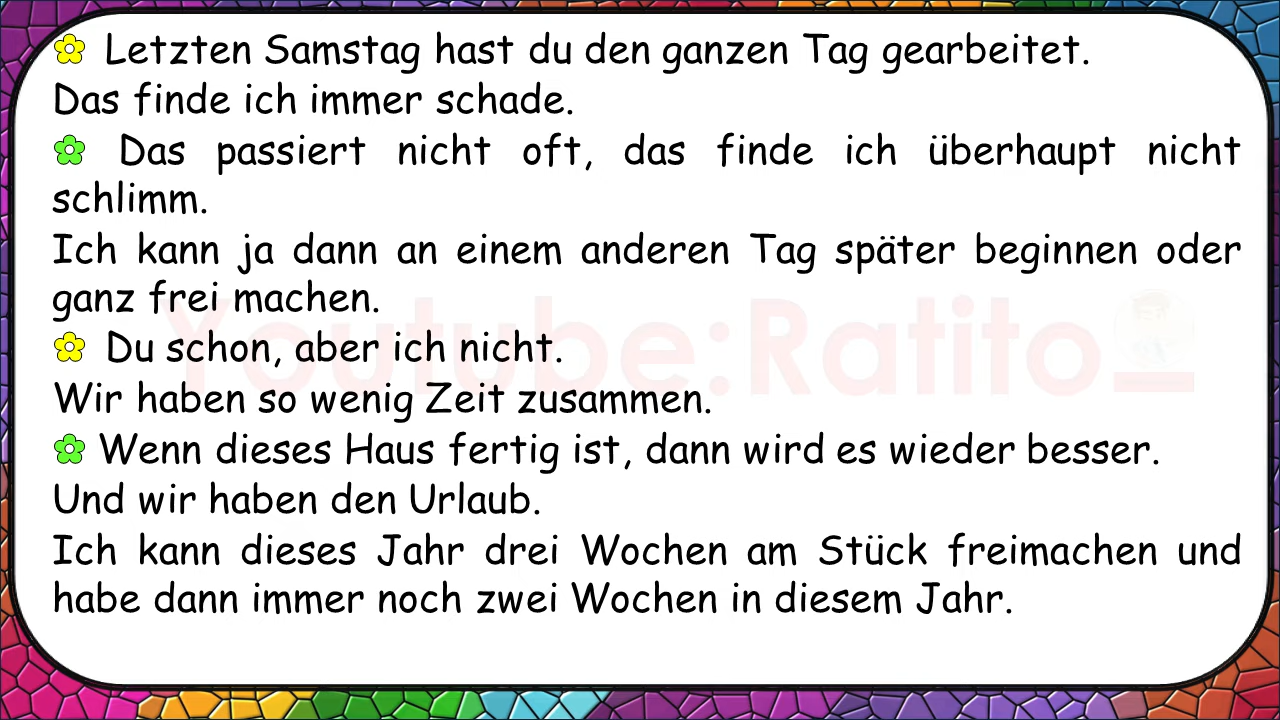 Letzten Samstag hast du den ganzen Tag gearbeitet.
Das finde ich immer schade.
Das passiert nicht oft, das finde ich überhaupt nicht
schlimm.
Ich kann ja dann an einem anderen Tag später beginnen oder
ganz frei machen.
Du schon, aber ich nicht.
Wir haben so wenig Zeit zusammen.
Wenn dieses Haus fertig ist, dann wird es wieder besser.
Und wir haben den Urlaub.
Ich kann dieses Jahr drei Wochen am Stück freimachen und
habe dann immer noch zwei Wochen in diesem Jahr.
Youtube:Ratito